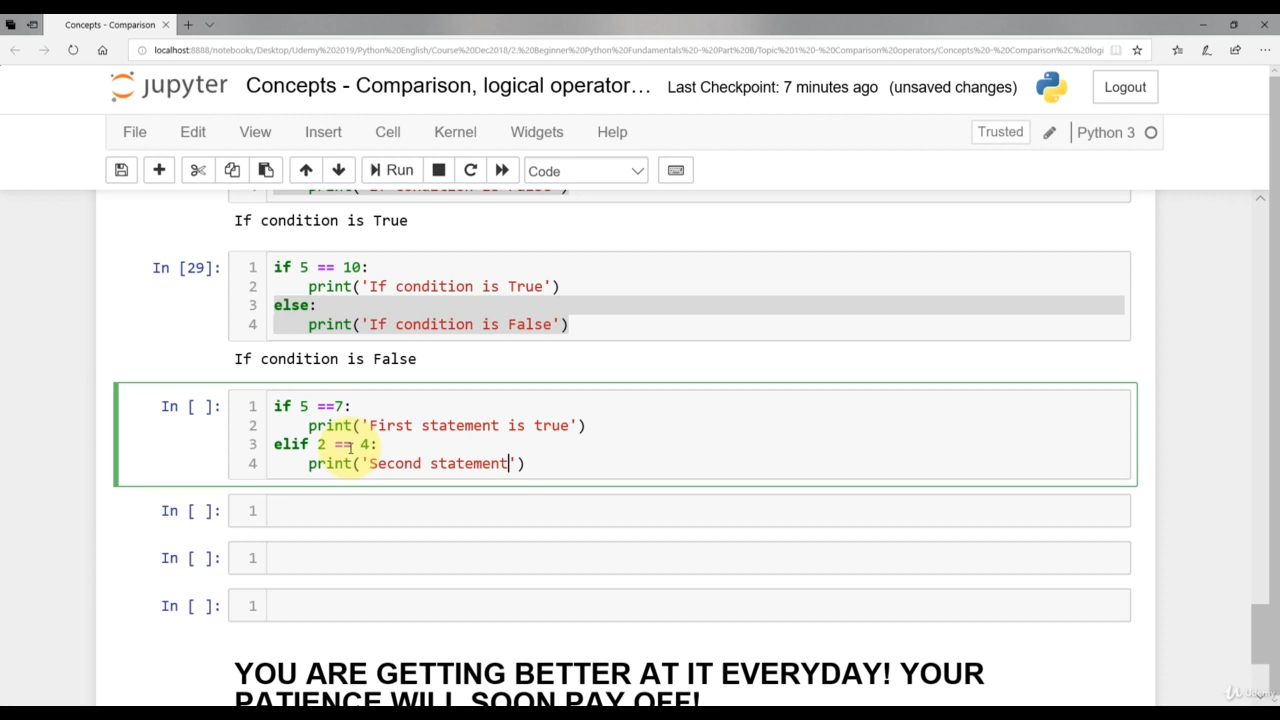 Concepts - Comparison
localhost:8888/notebooks/Desktop/Udemy%202019/Python%20English/Course%20Dec2018/2.%20Beginner%20Python%20Fundamentals%20-%20Part%20B/Topic%201%20-%20Comparison%20operators/Concepts%20-%20Comparison%2C%20logi
jupyter Concepts - Comparison, logical operator… Last Checkpoint: 7 minutes ago (unsaved changes) Logout
File Edit View Insert Cell Kernel Widgets Help Trusted Python 3
Run Code
If condition is True
In [29]: 1 if 5 == 10:
2 print('If condition is True')
3 else:
4 print('If condition is False')
If condition is False
In [ ]: 1 if 5 ==7:
2 print('First statement is true')
3 elif 2 == 4:
4 print('Second statement')
In [ ]: 1
In [ ]: 1
In [ ]: 1
YOU ARE GETTING BETTER AT IT EVERYDAY! YOUR
PATIENCE WILL SOON PAY OFF!
Udemy